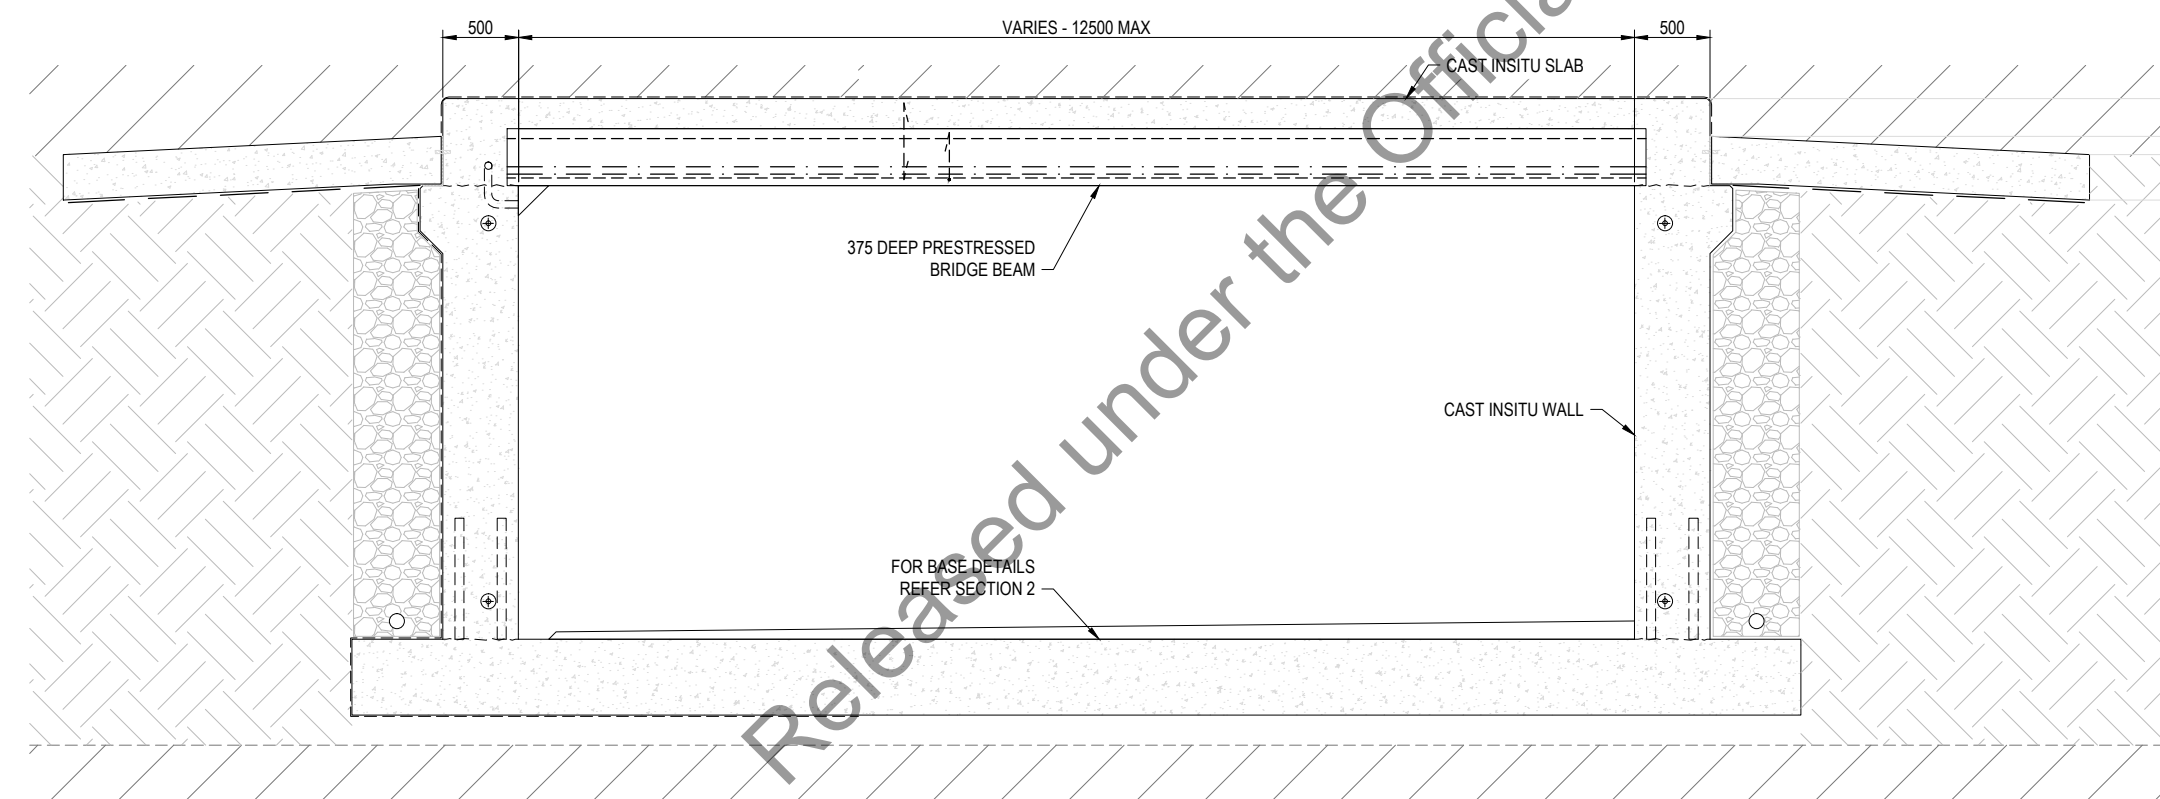 500
VARIES - 12500 MAX
500
CAST INSITU SLAB
375 DEEP PRESTRESSED
BRIDGE BEAM
CAST INSITU WALL
FOR BASE DETAILS
REFER SECTION 2
Released under the Officia